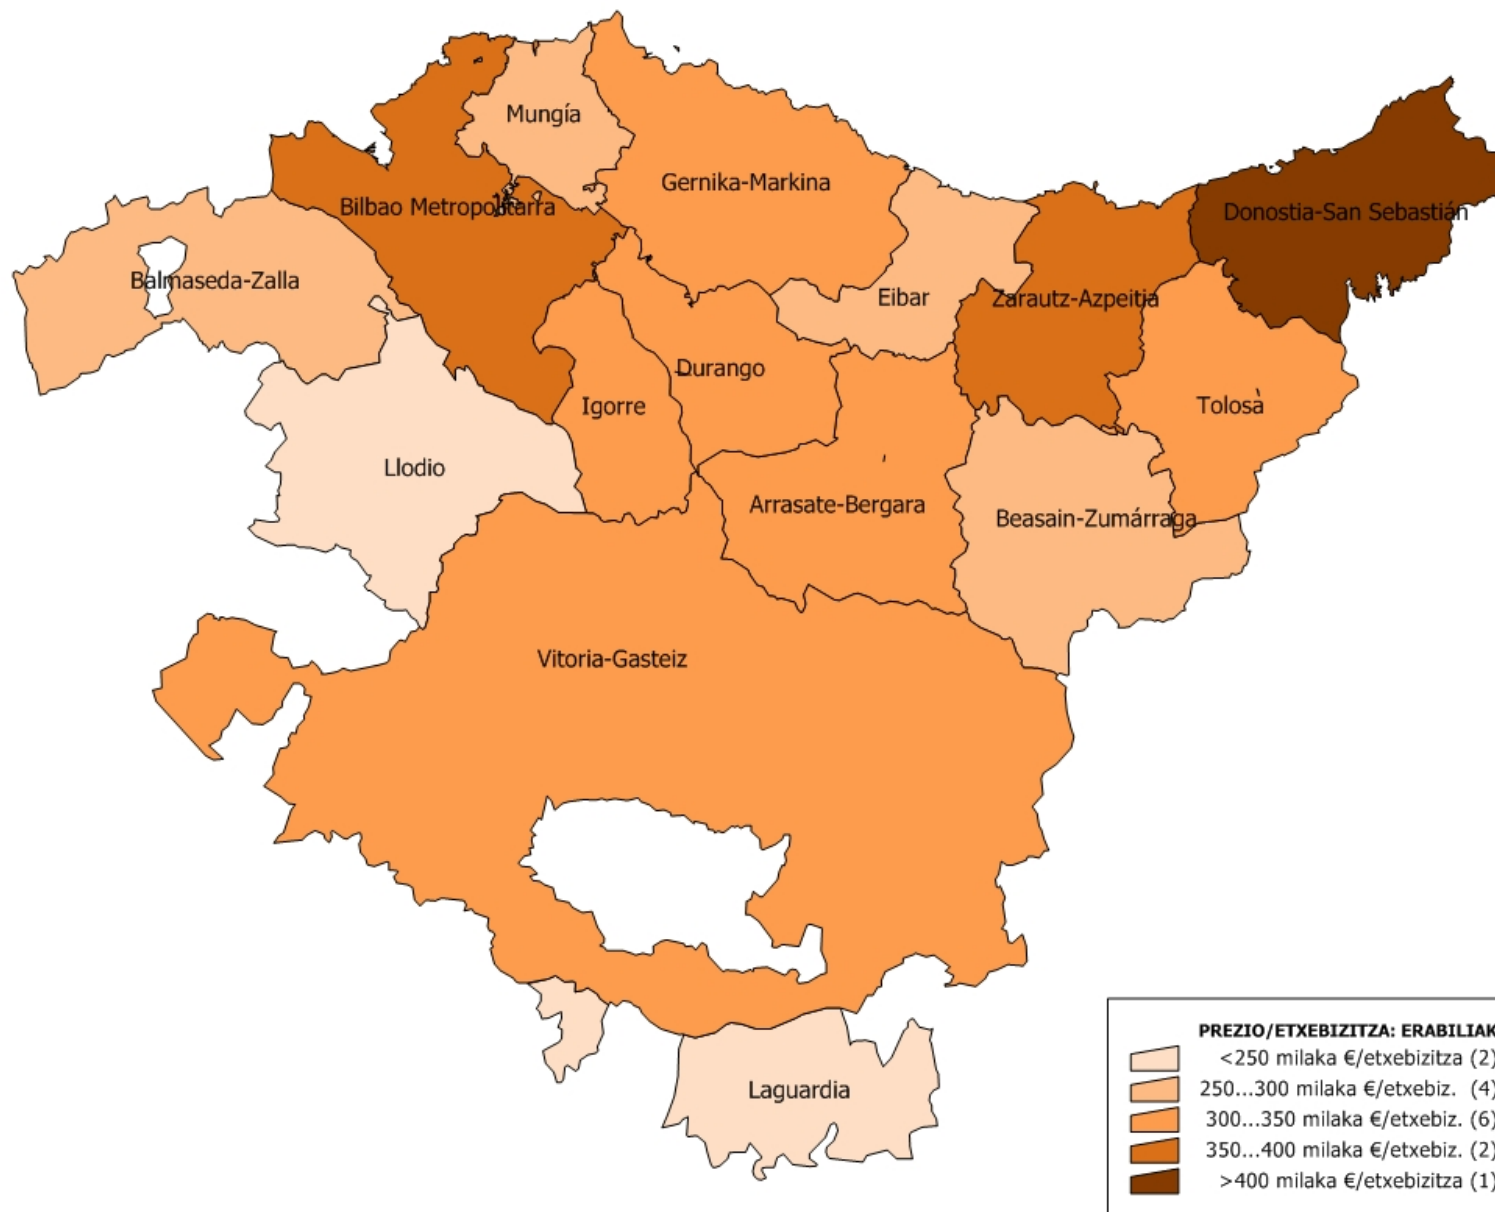 Mungía
Gernika-Markina
Bilbao Metropolitarra
Donostia-San Sebastián
Balmaseda-Zalla
Eibar
Zarautz-Azpeitia
Durango
Igorre
Tolosa
Llodio
Arrasate-Bergara
Beasain-Zumárraga
Vitoria-Gasteiz
Laguardia
PREZIO/ETXEBIZITZA: ERABILIAK
<250 milaka €/etxebizitza (2)
250...300 milaka €/etxebiz. (4)
300...350 milaka €/etxebiz. (6)
350...400 milaka €/etxebiz. (2)
>400 milaka €/etxebizitza (1)